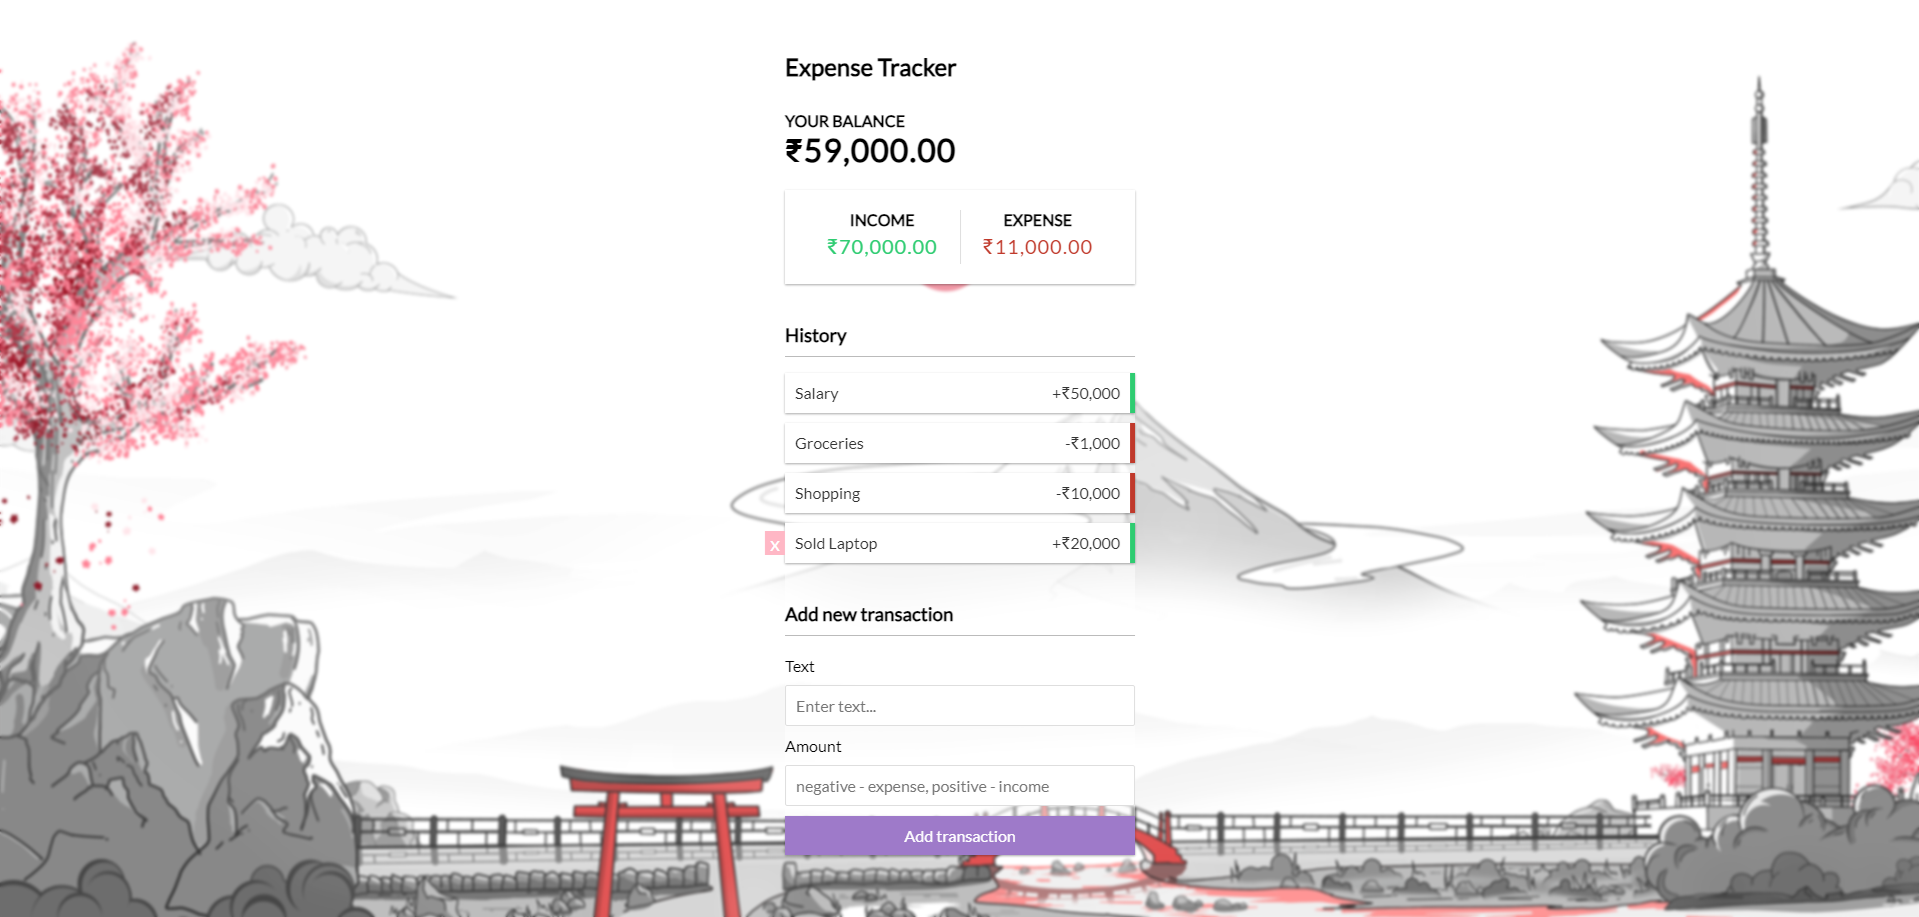 Expense Tracker
YOUR BALANCE
₹59,000.00
INCOME EXPENSE
₹70,000.00 ₹11,000.00
History
Salary +₹50,000
Groceries -₹1,000
Shopping -₹10,000
x Sold Laptop +₹20,000
Add new transaction
Text
Enter text...
Amount
negative - expense, positive - income
Add transaction